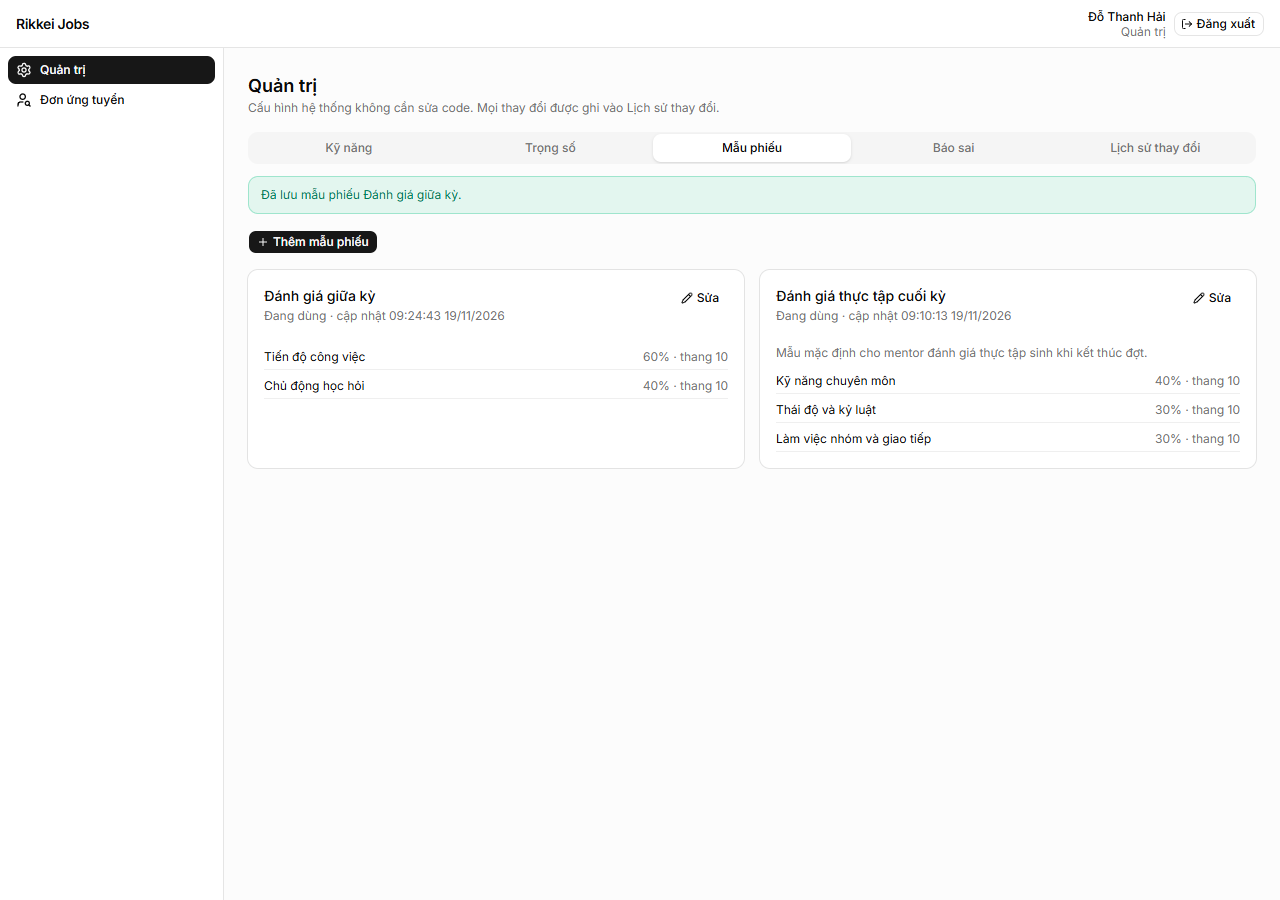 Rikkei Jobs
Đỗ Thanh Hải
Quản trị
Đăng xuất
Quản trị
Đơn ứng tuyển
Quản trị
Cấu hình hệ thống không cần sửa code. Mọi thay đổi được ghi vào Lịch sử thay đổi.
Kỹ năng
Trọng số
Mẫu phiếu
Báo sai
Lịch sử thay đổi
Đã lưu mẫu phiếu Đánh giá giữa kỳ.
Thêm mẫu phiếu
Đánh giá giữa kỳ
Sửa
Đang dùng · cập nhật 09:24:43 19/11/2026
Tiến độ công việc
60% · thang 10
Chủ động học hỏi
40% · thang 10
Đánh giá thực tập cuối kỳ
Sửa
Đang dùng · cập nhật 09:10:13 19/11/2026
Mẫu mặc định cho mentor đánh giá thực tập sinh khi kết thúc đợt.
Kỹ năng chuyên môn
40% · thang 10
Thái độ và kỷ luật
30% · thang 10
Làm việc nhóm và giao tiếp
30% · thang 10